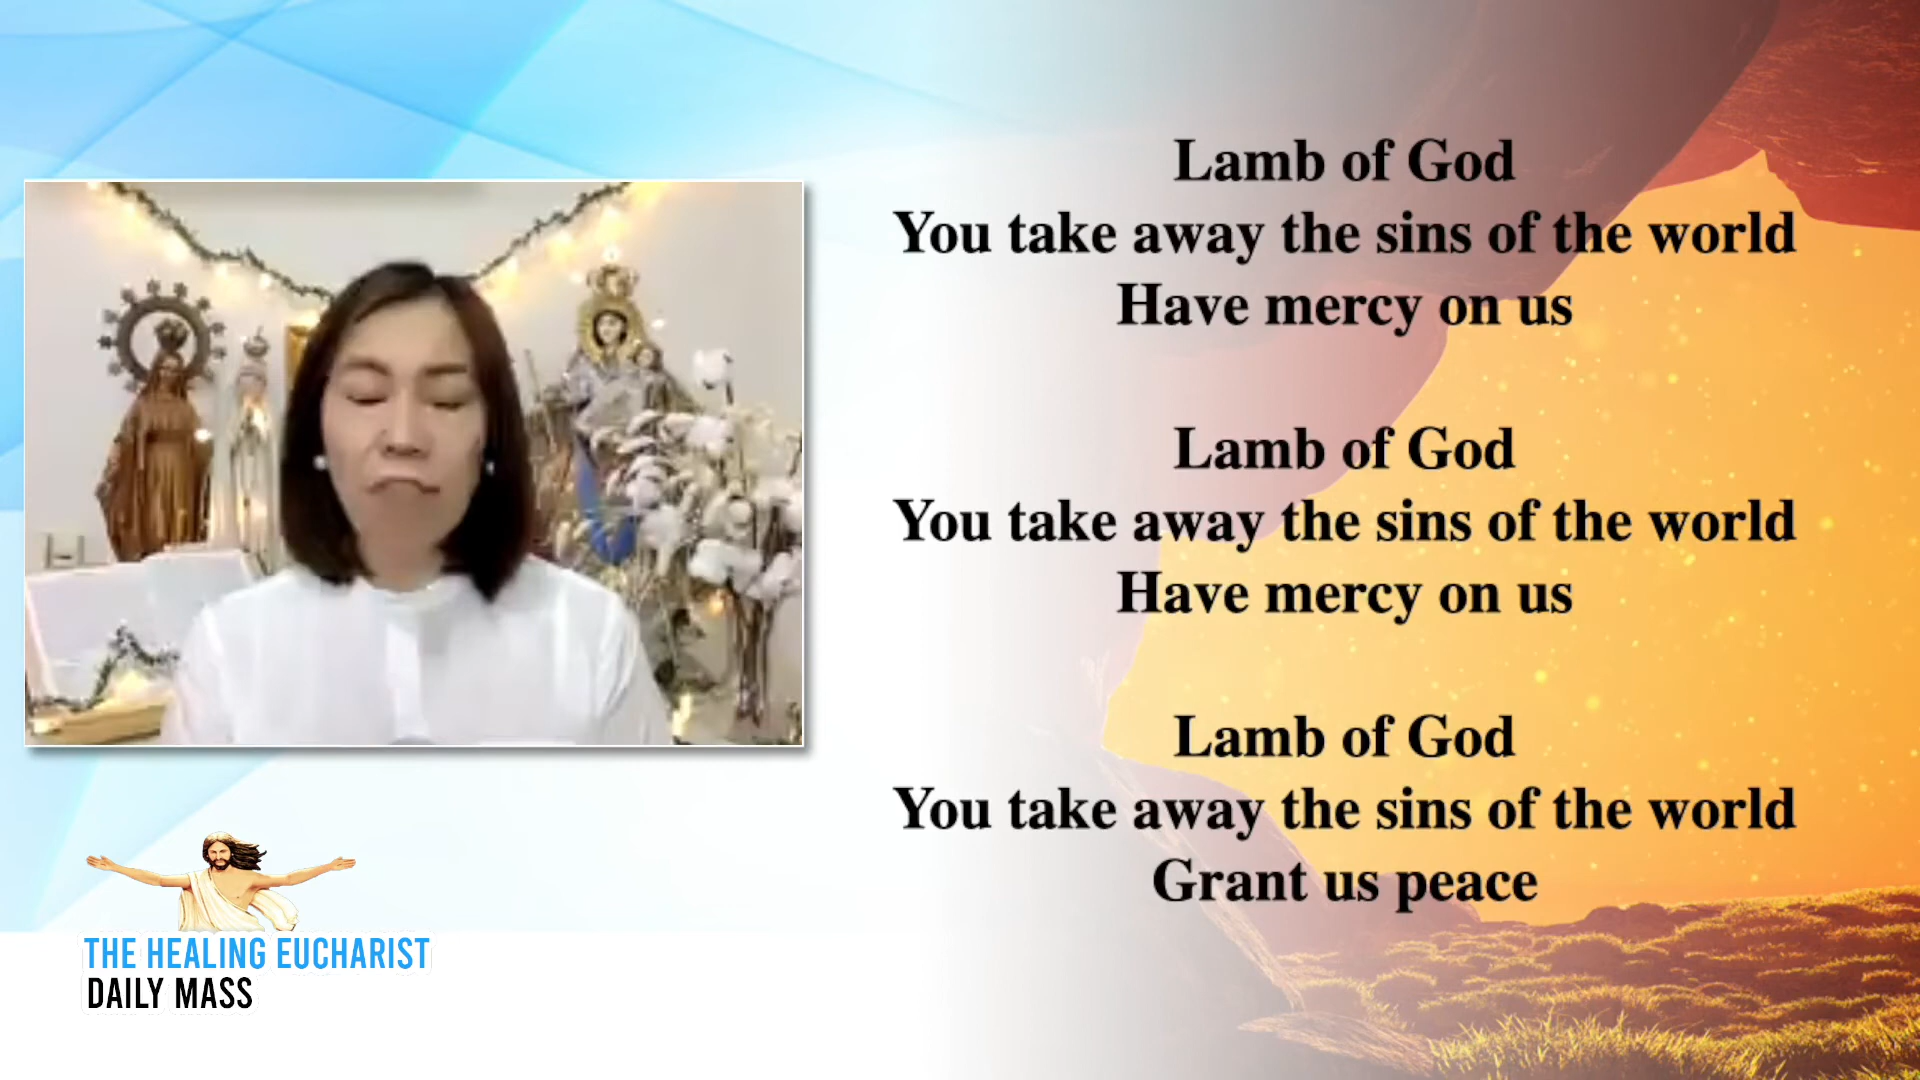 Lamb of God
You take away the sins of the world
Have mercy on us
Lamb of God
You take away the sins of the world
Have mercy on us
Lamb of God
You take away the sins of the world
Grant us peace
THE HEALING EUCHARIST
DAILY MASS